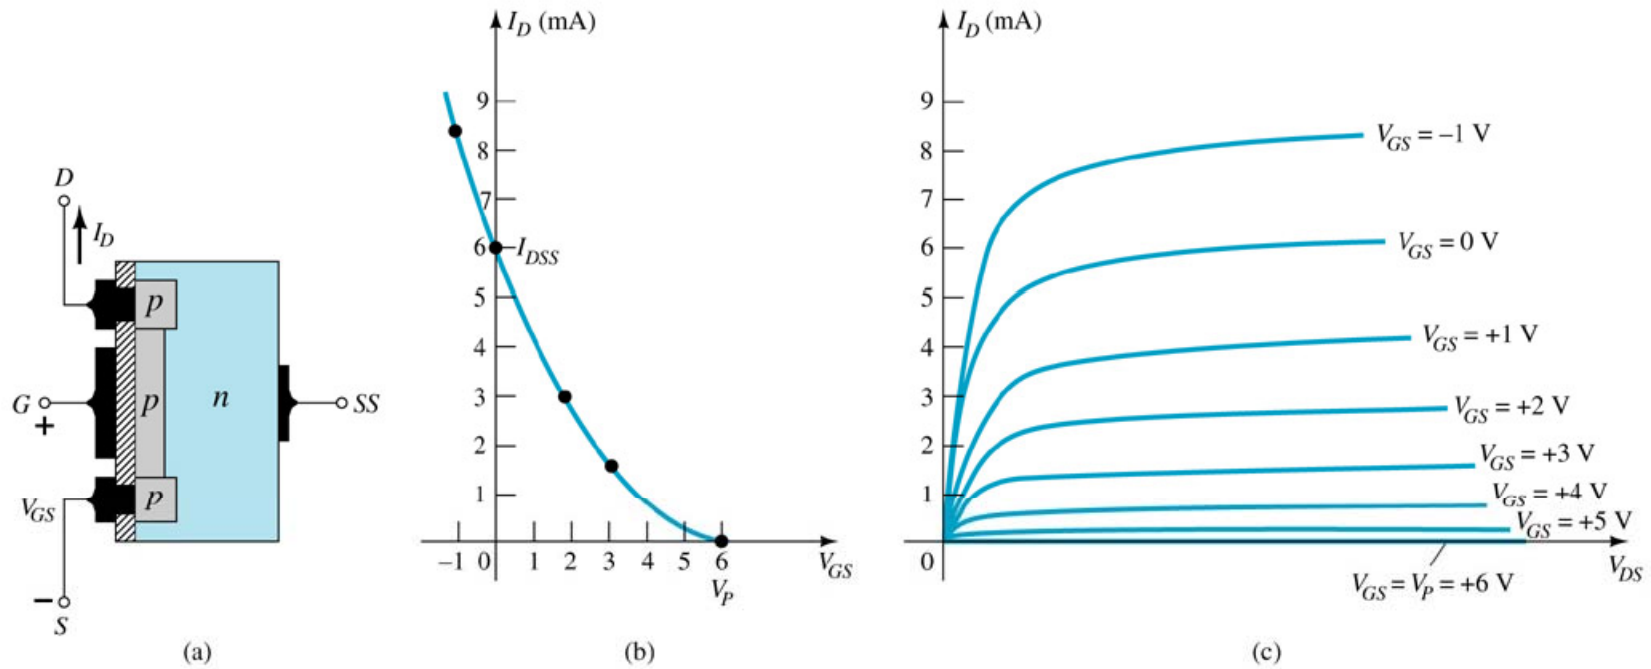 D
I_D
p
G
+
p
n
SS
p
V_GS
−
S
(a)
I_D (mA)
9
8
7
6
I_DSS
5
4
3
2
1
−1 0 1 2 3 4 5 6
V_GS
V_P
(b)
I_D (mA)
9
8
7
6
5
4
3
2
1
0
V_GS = −1 V
V_GS = 0 V
V_GS = +1 V
V_GS = +2 V
V_GS = +3 V
V_GS = +4 V
V_GS = +5 V
V_DS
V_GS = V_P = +6 V
(c)